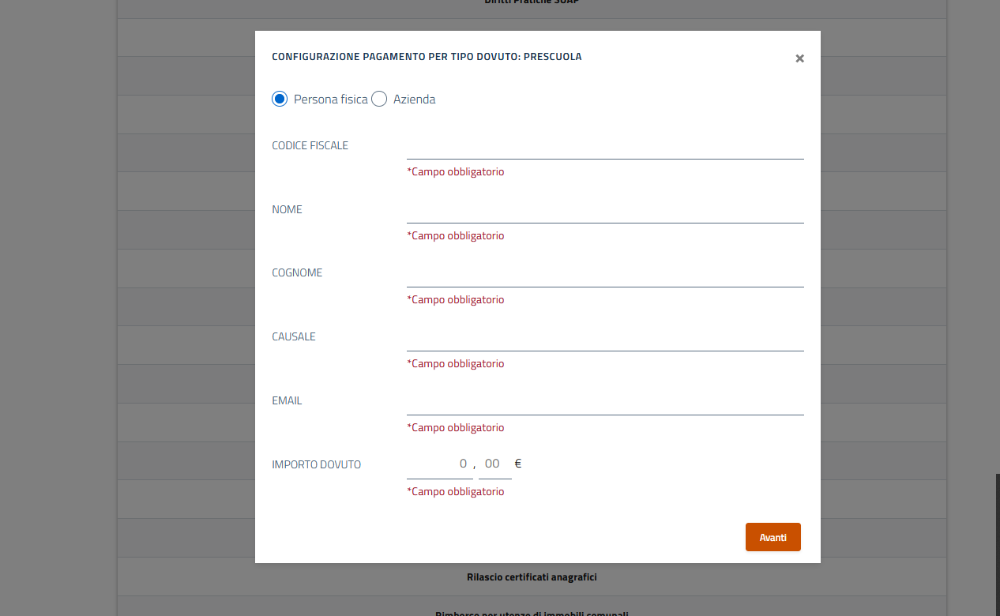 Diritti Pratiche SUAP
CONFIGURAZIONE PAGAMENTO PER TIPO DOVUTO: PRESCUOLA
×
Persona fisica Azienda
CODICE FISCALE
*Campo obbligatorio
NOME
*Campo obbligatorio
COGNOME
*Campo obbligatorio
CAUSALE
*Campo obbligatorio
EMAIL
*Campo obbligatorio
IMPORTO DOVUTO 0 , 00 €
*Campo obbligatorio
Avanti
Rilascio certificati anagrafici
Rimborso per utenze di immobili comunali